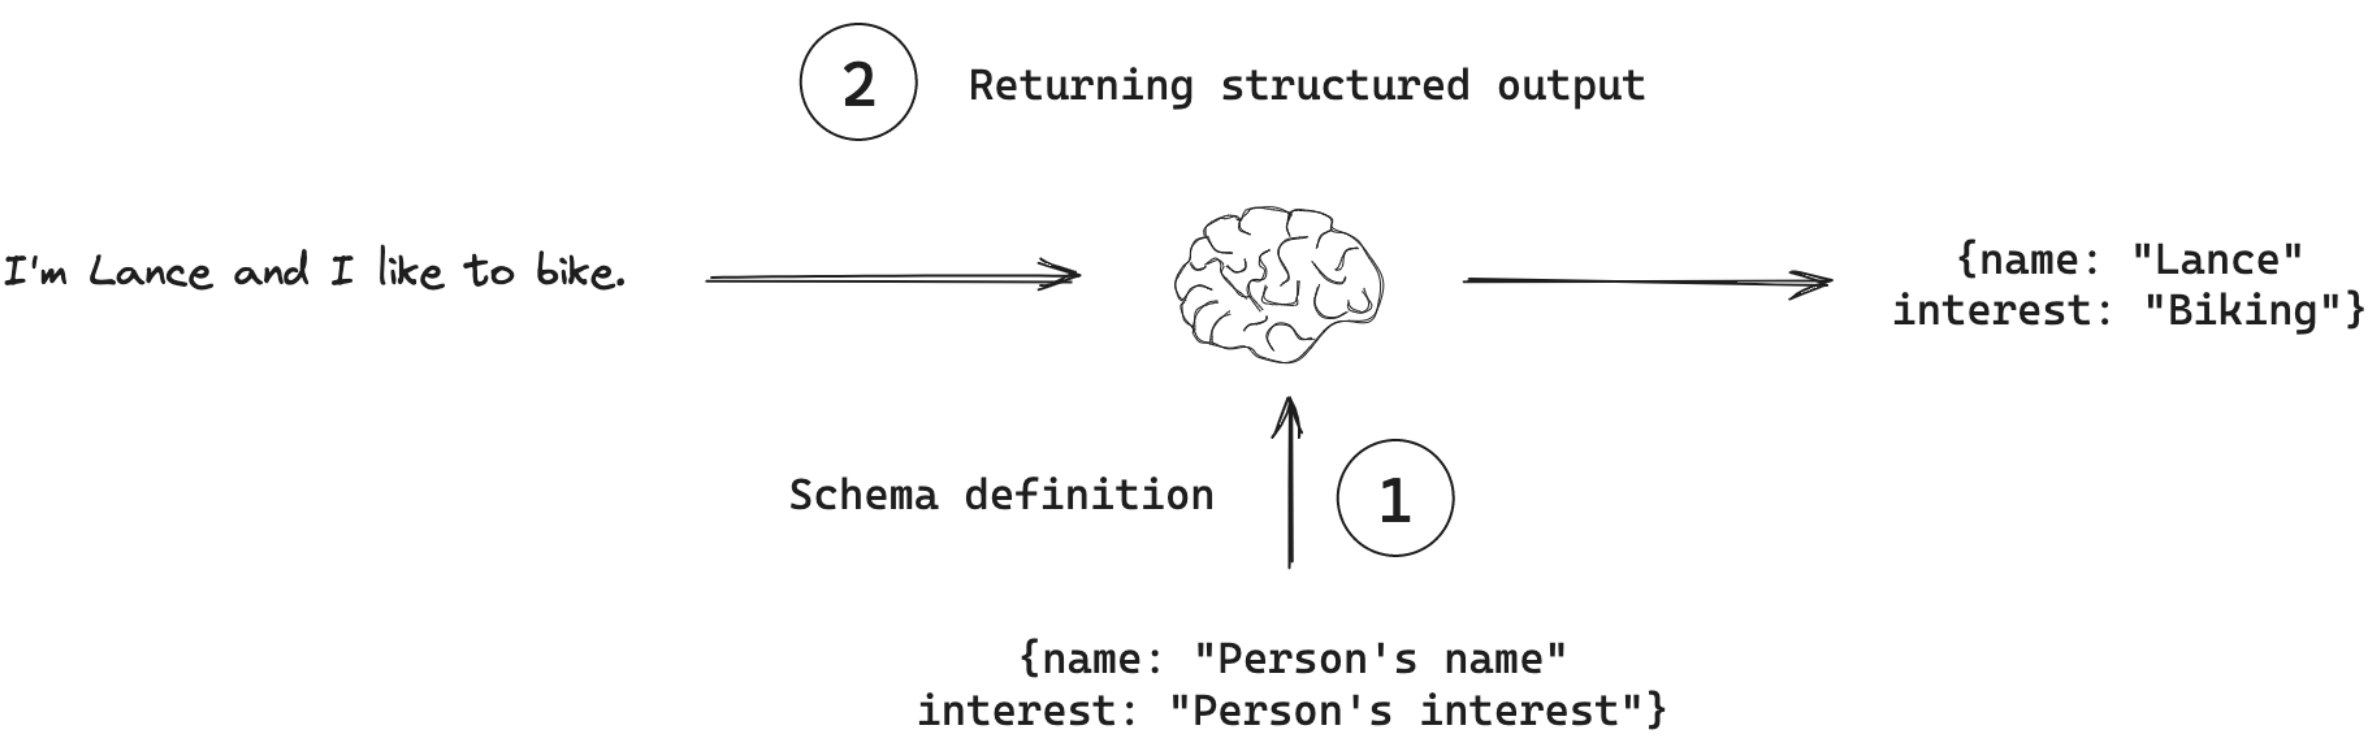 2
Returning structured output
I'm Lance and I like to bike.
{name: "Lance"
interest: "Biking"}
Schema definition
1
{name: "Person's name"
interest: "Person's interest"}